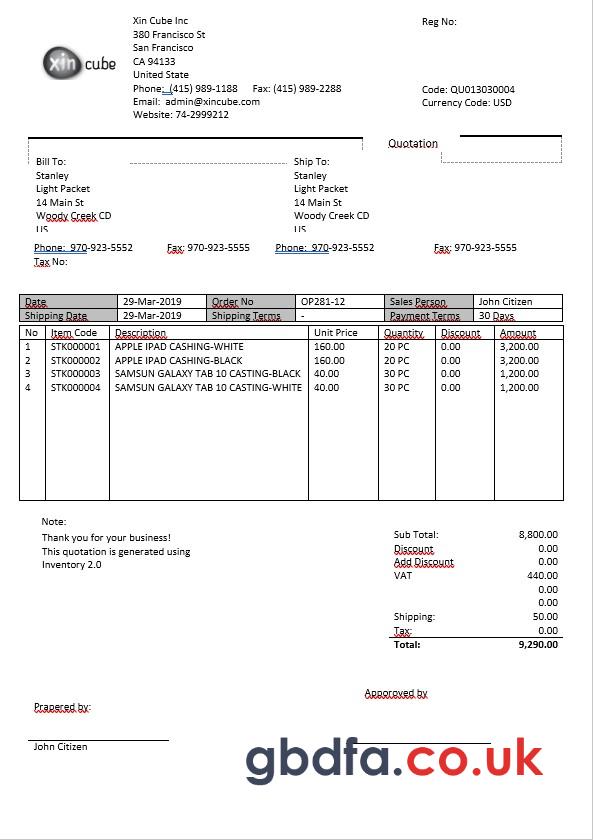 Xin Cube Inc
Reg No:
380 Francisco St
San Francisco
xin cube
CA 94133
United State
Phone: (415) 989-1188 Fax: (415) 989-2288
Code: QU013030004
Email: admin@xincube.com
Currency Code: USD
Website: 74-2999212
Quotation
Bill To:
Stanley
Light Packet
14 Main St
Woody Creek CD
US
Ship To:
Stanley
Light Packet
14 Main St
Woody Creek CD
US
Phone: 970-923-5552 Fax: 970-923-5555 Phone: 970-923-5552 Fax: 970-923-5555
Tax No:
Date 29-Mar-2019 Order No OP281-12 Sales Person John Citizen
Shipping Date 29-Mar-2019 Shipping Terms - Payment Terms 30 Days
No Item Code Description Unit Price Quantity Discount Amount
1 STK000001 APPLE IPAD CASHING-WHITE 160.00 20 PC 0.00 3,200.00
2 STK000002 APPLE IPAD CASHING-BLACK 160.00 20 PC 0.00 3,200.00
3 STK000003 SAMSUN GALAXY TAB 10 CASTING-BLACK 40.00 30 PC 0.00 1,200.00
4 STK000004 SAMSUN GALAXY TAB 10 CASTING-WHITE 40.00 30 PC 0.00 1,200.00
Note:
Thank you for your business!
This quotation is generated using
Inventory 2.0
Sub Total: 8,800.00
Discount 0.00
Add Discount 0.00
VAT 440.00
0.00
0.00
Shipping: 50.00
Tax: 0.00
Total: 9,290.00
Apporoved by
Prapered by:
John Citizen
gbdfa.co.uk